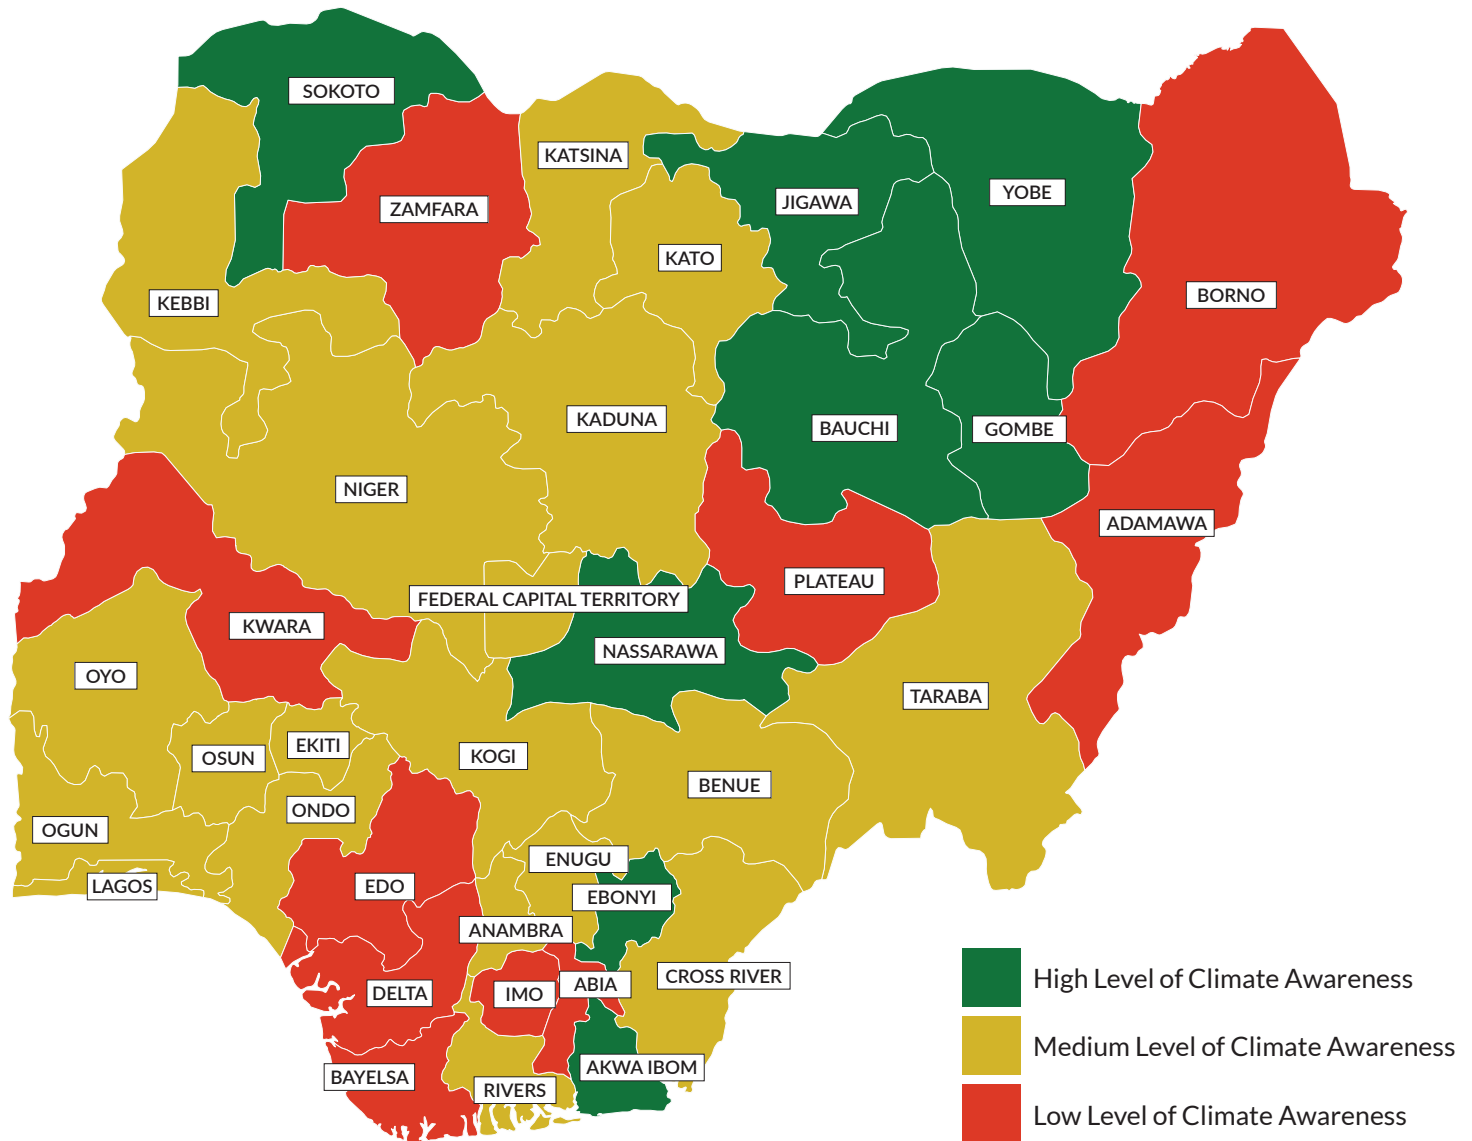 SOKOTO
KATSINA
ZAMFARA
JIGAWA
YOBE
KATO
KEBBI
BORNO
KADUNA
BAUCHI
GOMBE
NIGER
ADAMAWA
PLATEAU
FEDERAL CAPITAL TERRITORY
KWARA
NASSARAWA
OYO
TARABA
EKITI
OSUN
KOGI
BENUE
ONDO
OGUN
ENUGU
LAGOS
EDO
EBONYI
ANAMBRA
CROSS RIVER
ABIA
DELTA
IMO
AKWA IBOM
BAYELSA
RIVERS
High Level of Climate Awareness
Medium Level of Climate Awareness
Low Level of Climate Awareness